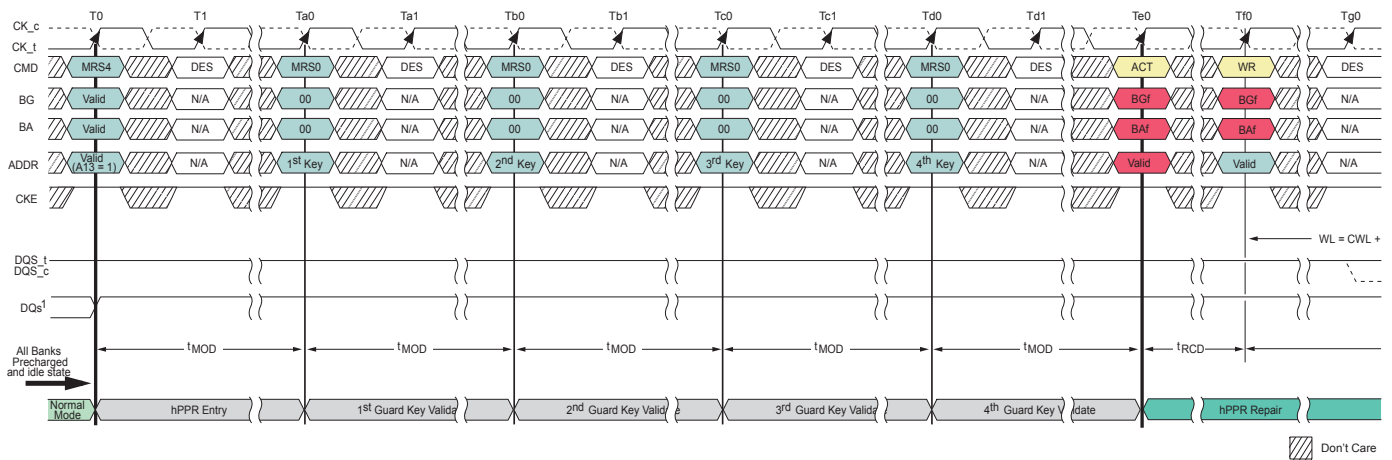 T0 T1 Ta0 Ta1 Tb0 Tb1 Tc0 Tc1 Td0 Td1 Te0 Tf0 Tg0
CK_c
CK_t
CMD MRS4 DES MRS0 DES MRS0 DES MRS0 DES MRS0 DES ACT WR DES
BG Valid N/A 00 N/A 00 N/A 00 N/A 00 N/A BGf BGf N/A
BA Valid N/A 00 N/A 00 N/A 00 N/A 00 N/A BAf BAf N/A
ADDR Valid (A13 = 1) N/A 1st Key N/A 2nd Key N/A 3rd Key N/A 4th Key N/A Valid Valid N/A
CKE
WL = CWL +
DQS_t
DQS_c
DQs1
tMOD tMOD tMOD tMOD tMOD tRCD
All Banks
Precharged
and idle state
Normal Mode hPPR Entry 1st Guard Key Valida 2nd Guard Key Valid e 3rd Guard Key Valida 4th Guard Key V idate hPPR Repair
Don't Care